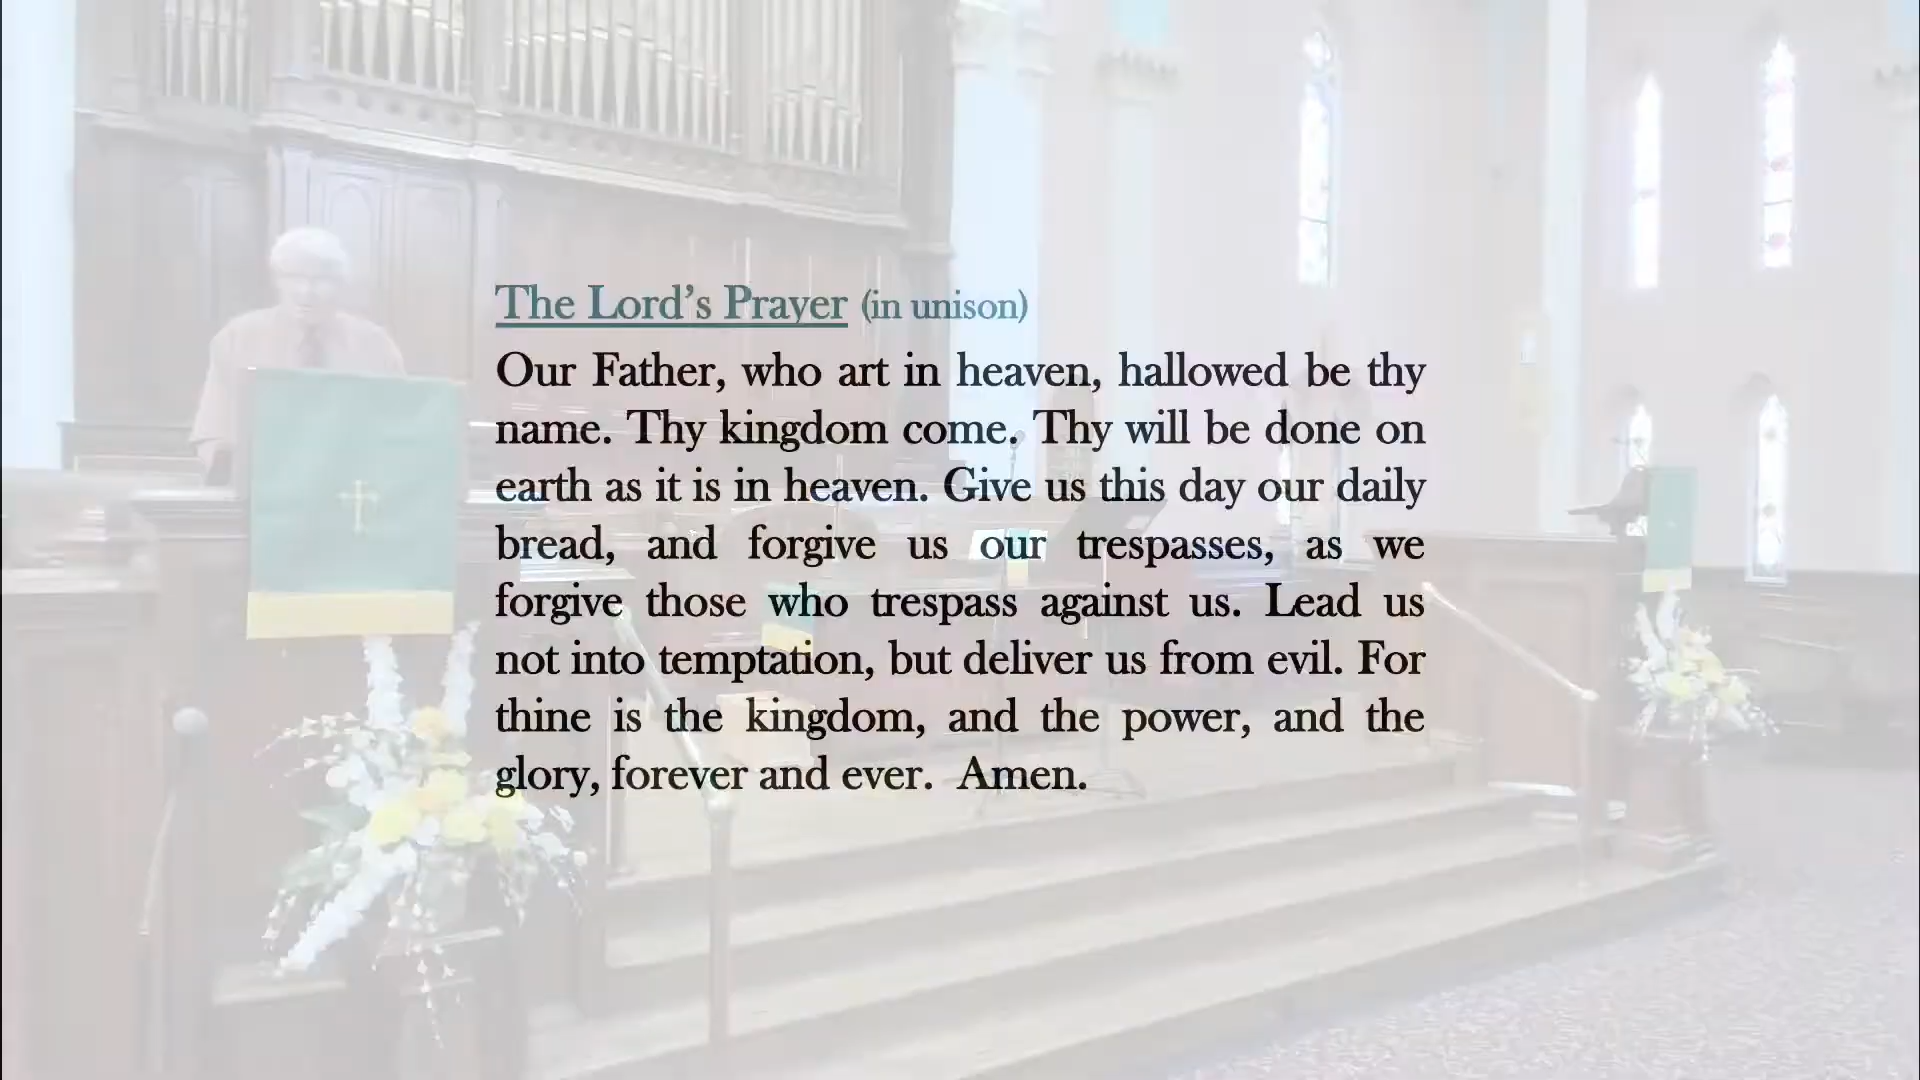 The Lord’s Prayer (in unison)
Our Father, who art in heaven, hallowed be thy
name. Thy kingdom come. Thy will be done on
earth as it is in heaven. Give us this day our daily
bread, and forgive us our trespasses, as we
forgive those who trespass against us. Lead us
not into temptation, but deliver us from evil. For
thine is the kingdom, and the power, and the
glory, forever and ever.  Amen.